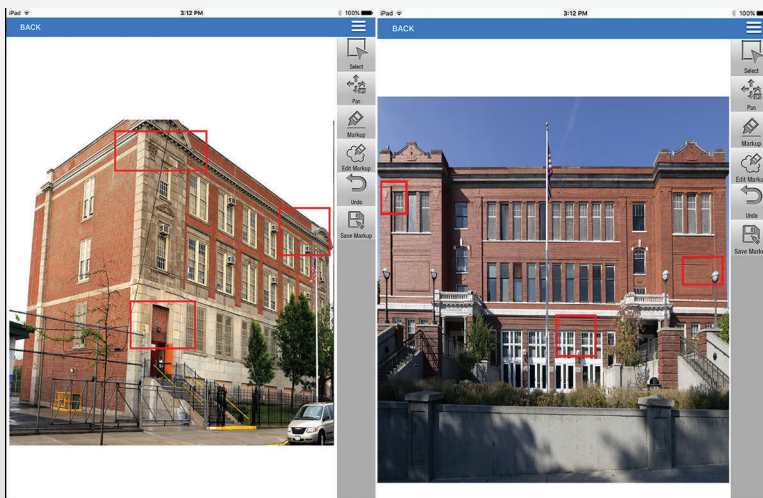 iPad
3:12 PM
100%
BACK
Select
Pan
Markup
Edit Markup
Undo
Save Markup
iPad
3:12 PM
100%
BACK
Select
Pan
Markup
Edit Markup
Undo
Save Markup